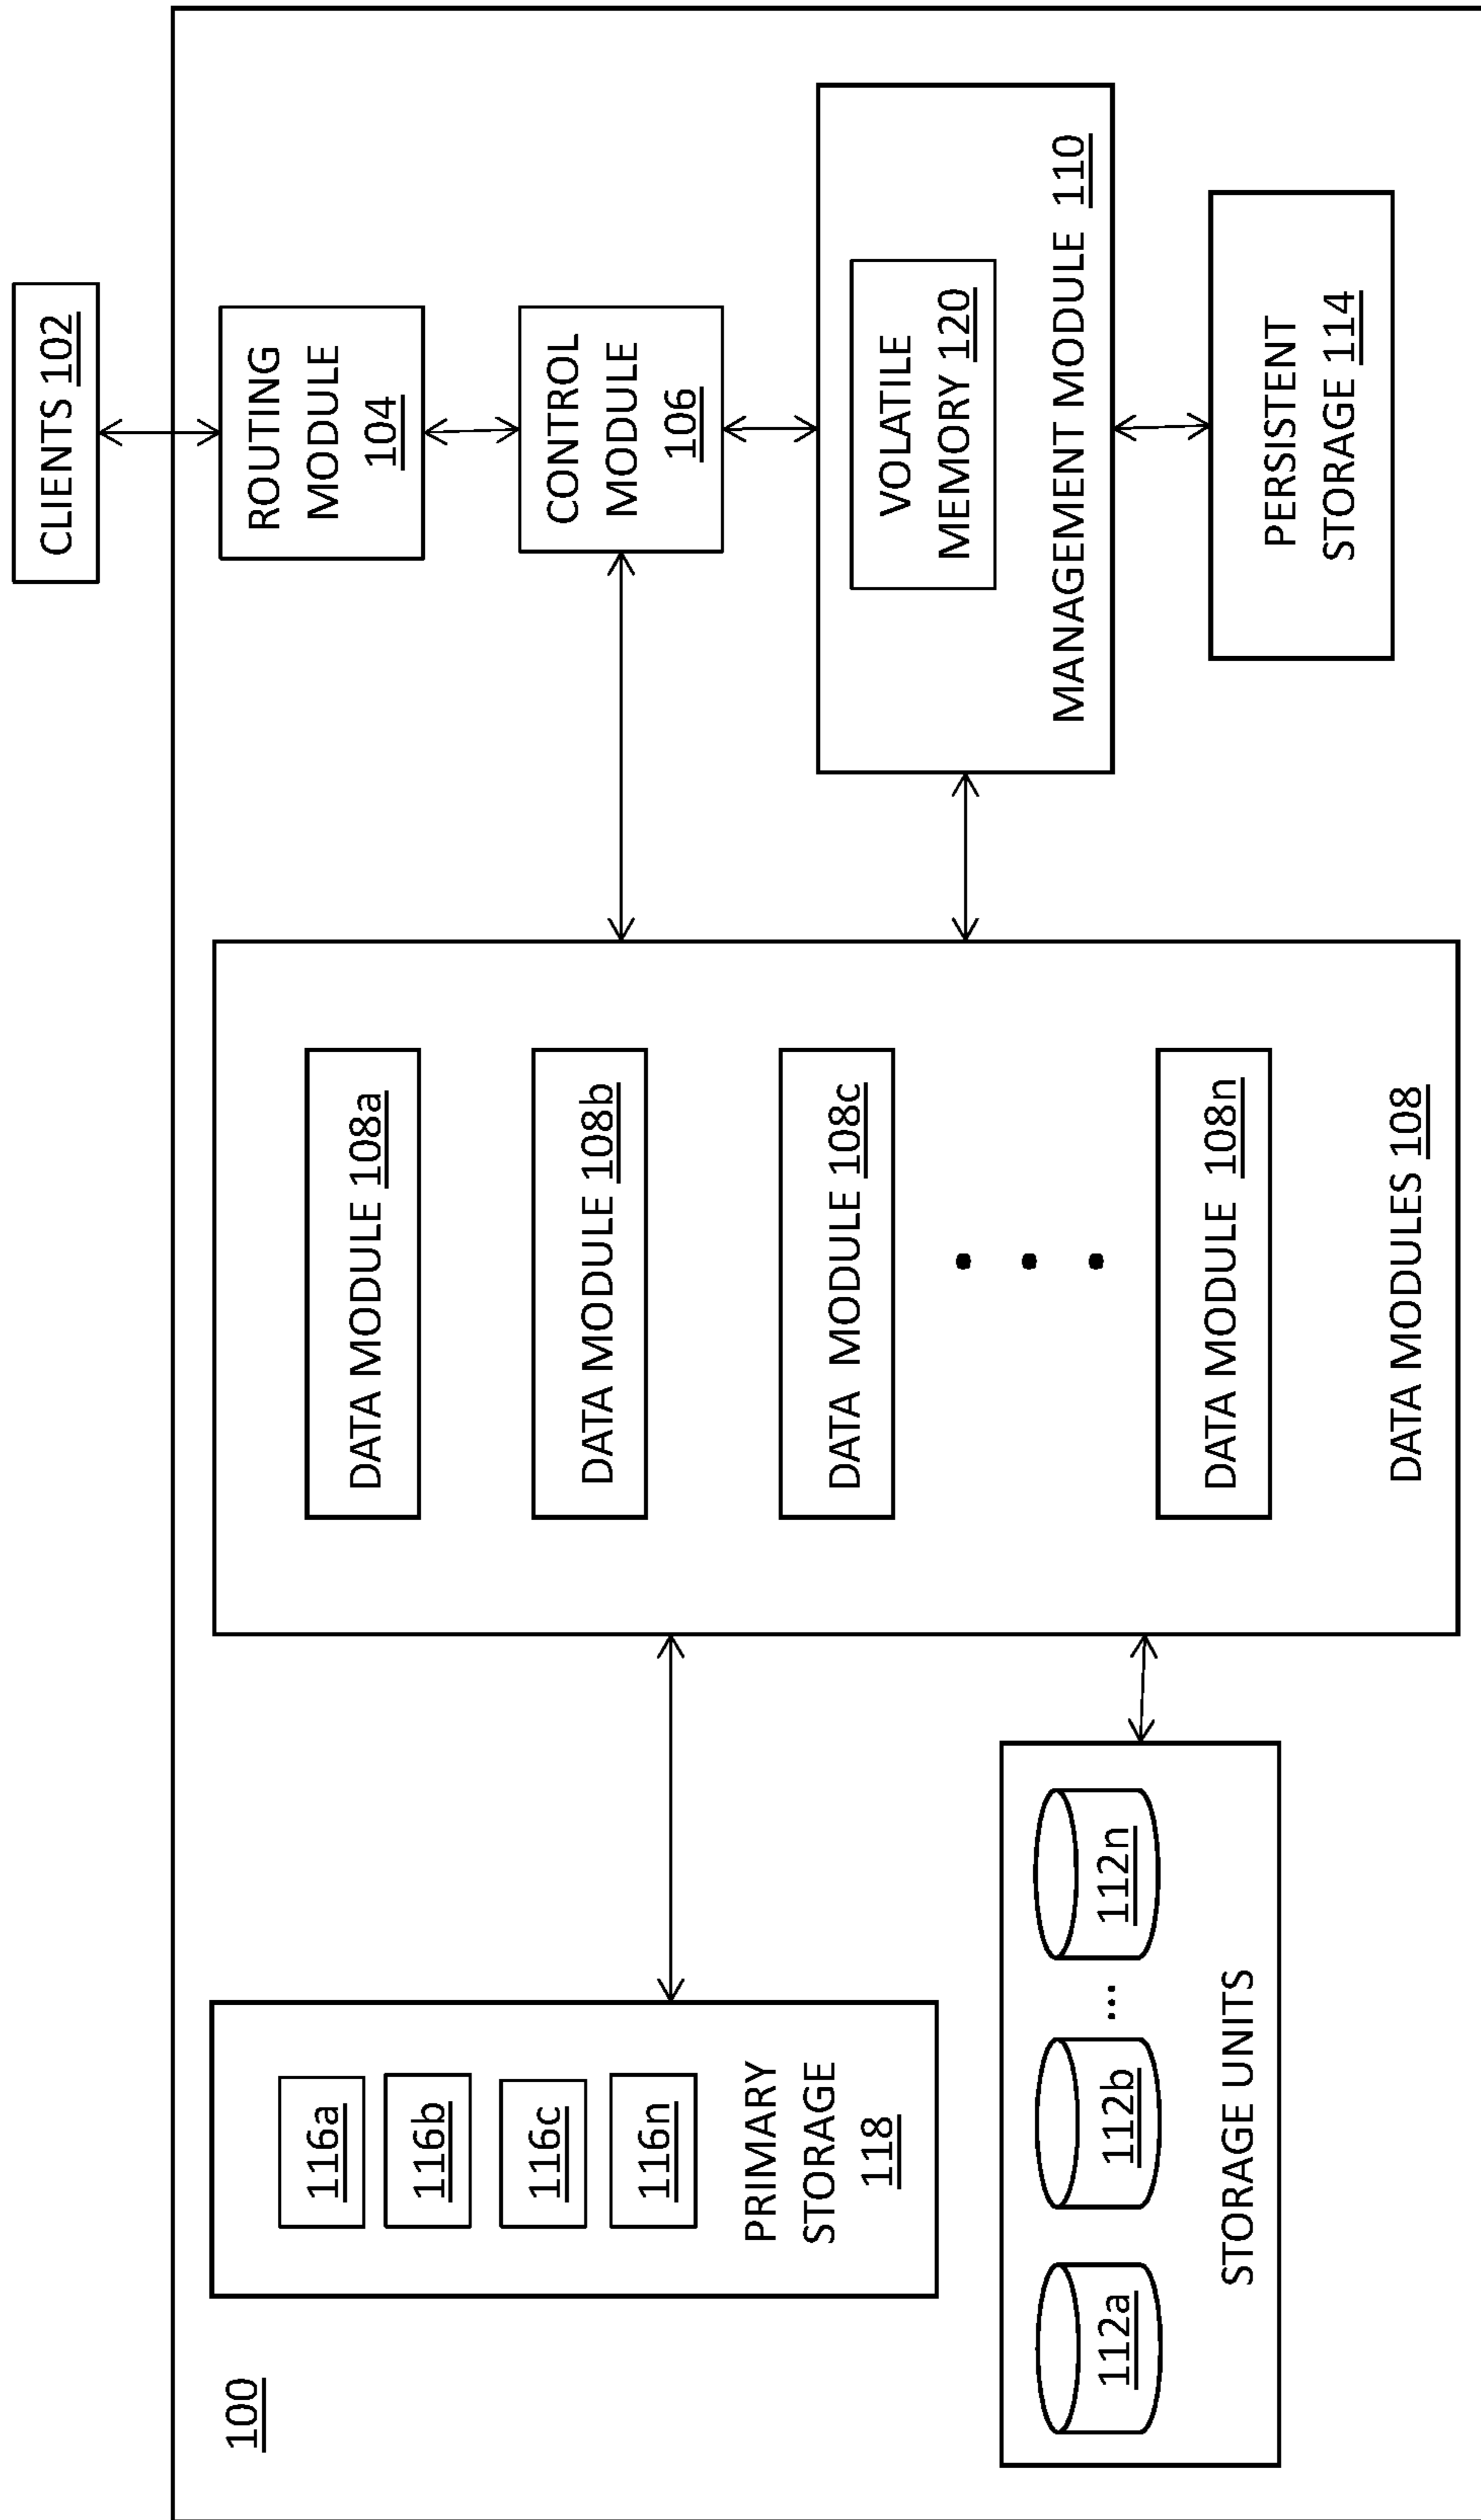 100
CLIENTS 102
PRIMARY
STORAGE
118
116a
116b
116c
116n
STORAGE UNITS
112a
112b
...
112n
DATA MODULE 108a
DATA MODULE 108b
DATA MODULE 108c
DATA MODULE 108n
DATA MODULES 108
ROUTING
MODULE
104
CONTROL
MODULE
106
VOLATILE
MEMORY 120
MANAGEMENT MODULE 110
PERSISTENT
STORAGE 114